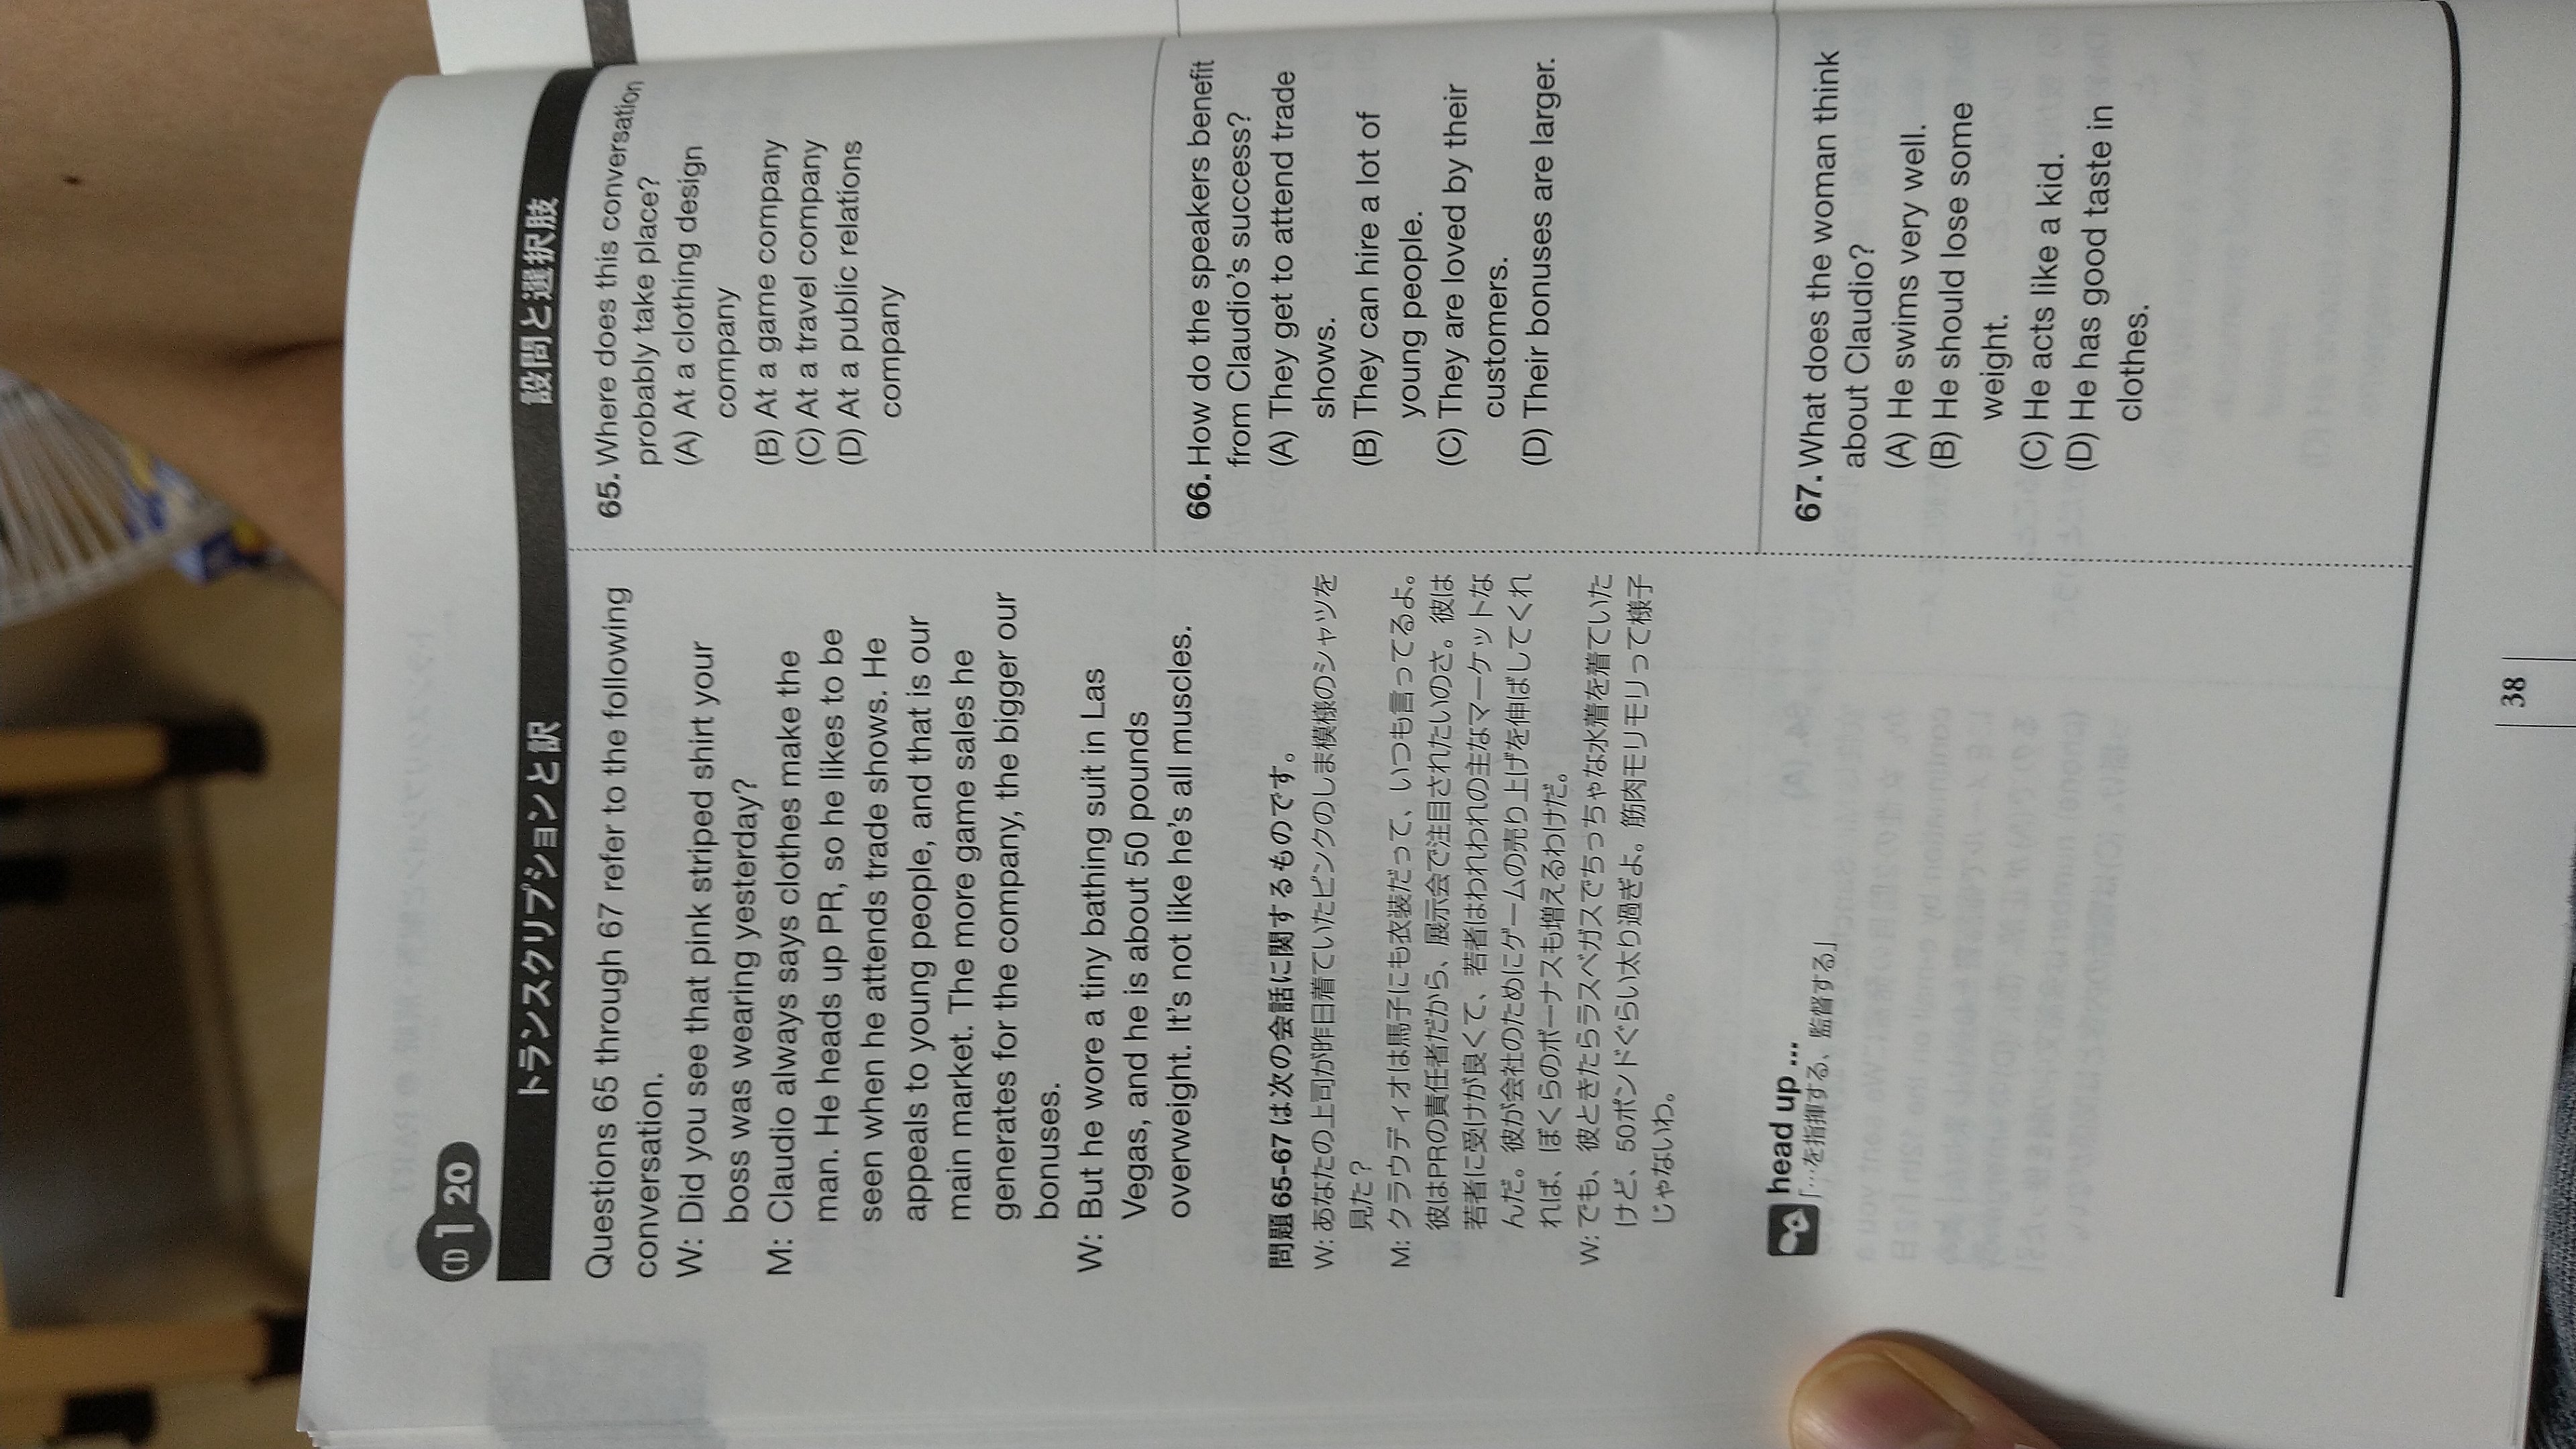 CD 1 20
トランスクリプションと訳
Questions 65 through 67 refer to the following
conversation.
W: Did you see that pink striped shirt your
boss was wearing yesterday?
M: Claudio always says clothes make the
man. He heads up PR, so he likes to be
seen when he attends trade shows. He
appeals to young people, and that is our
main market. The more game sales he
generates for the company, the bigger our
bonuses.
W: But he wore a tiny bathing suit in Las
Vegas, and he is about 50 pounds
overweight. It's not like he's all muscles.
問題65-67は次の会話に関するものです。
W: あなたの上司が昨日着ていたピンクのしま模様のシャツを
見た？
M: クラウディオは馬子にも衣装だって、いつも言ってるよ。
彼はPRの責任者だから、展示会で注目されたいのさ。彼は
若者に受けが良くて、若者はわれわれの主なマーケットな
んだ。彼が会社のためにゲームの売り上げを伸ばしてくれ
れば、ぼくらのボーナスも増えるわけだ。
W: でも、彼ときたらラスベガスでちっちゃな水着を着ていた
けど、50ポンドぐらい太り過ぎよ。筋肉モリモリって様子
じゃないわ。
head up ...
「…を指揮する、監督する」
設問と選択肢
65. Where does this conversation
probably take place?
(A) At a clothing design
company
(B) At a game company
(C) At a travel company
(D) At a public relations
company
66. How do the speakers benefit
from Claudio's success?
(A) They get to attend trade
shows.
(B) They can hire a lot of
young people.
(C) They are loved by their
customers.
(D) Their bonuses are larger.
67. What does the woman think
about Claudio?
(A) He swims very well.
(B) He should lose some
weight.
(C) He acts like a kid.
(D) He has good taste in
clothes.
38